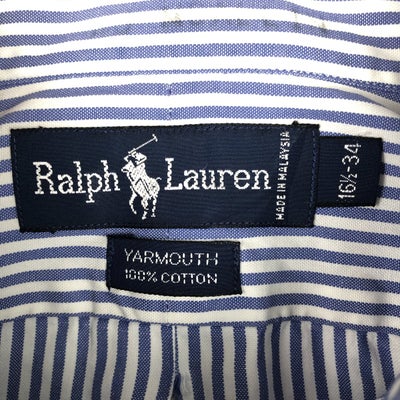 Ralph Lauren
MADE IN MALAYSIA
16½-34
YARMOUTH
100% COTTON